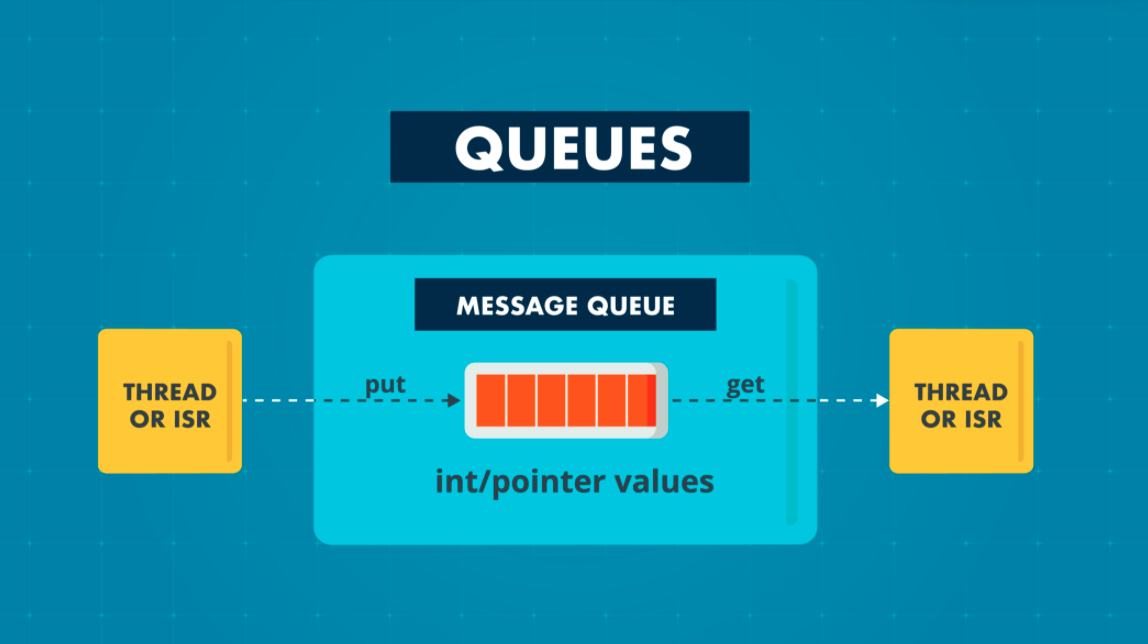 QUEUES
MESSAGE QUEUE
THREAD
OR ISR
put
get
THREAD
OR ISR
int/pointer values